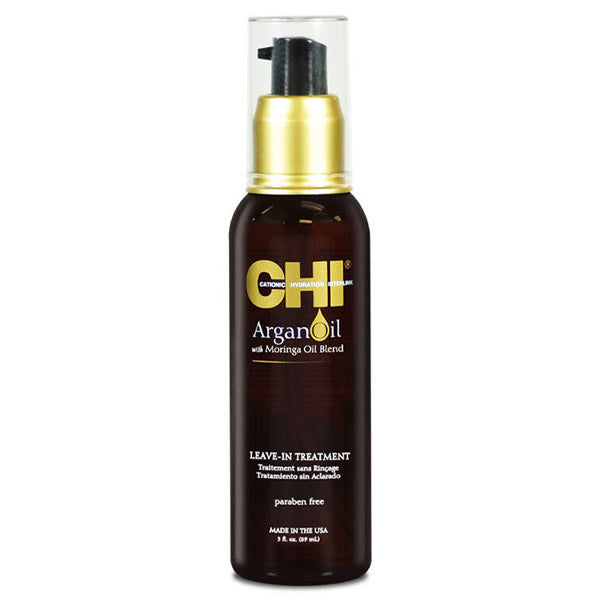 CHI®
CATIONIC HYDRATION INTERLINK
Argan Oil
with Moringa Oil Blend
LEAVE-IN TREATMENT
Traitement sans Rinçage
Tratamiento sin Aclarado
paraben free
MADE IN THE USA
3 fl. oz. (89 mL)